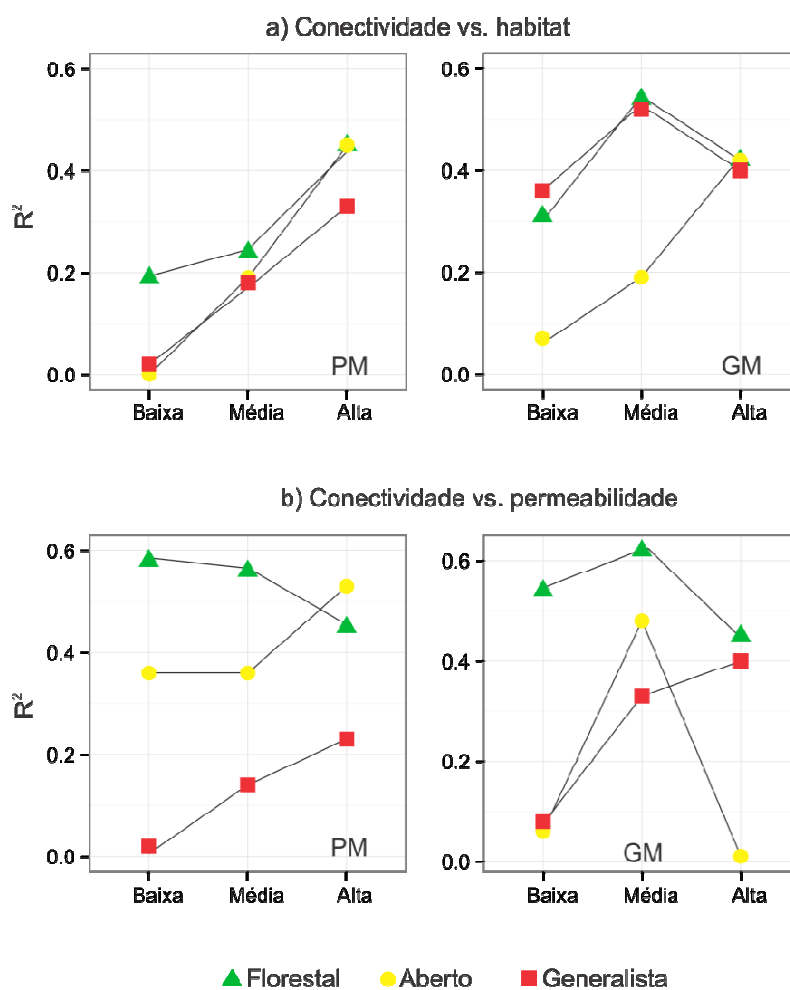 a) Conectividade vs. habitat
0.6
0.4
0.2
0.0
R²
PM
Baixa Média Alta
0.6
0.4
0.2
0.0
GM
Baixa Média Alta
b) Conectividade vs. permeabilidade
0.6
0.4
0.2
0.0
R²
PM
Baixa Média Alta
0.6
0.4
0.2
0.0
GM
Baixa Média Alta
Florestal Aberto Generalista